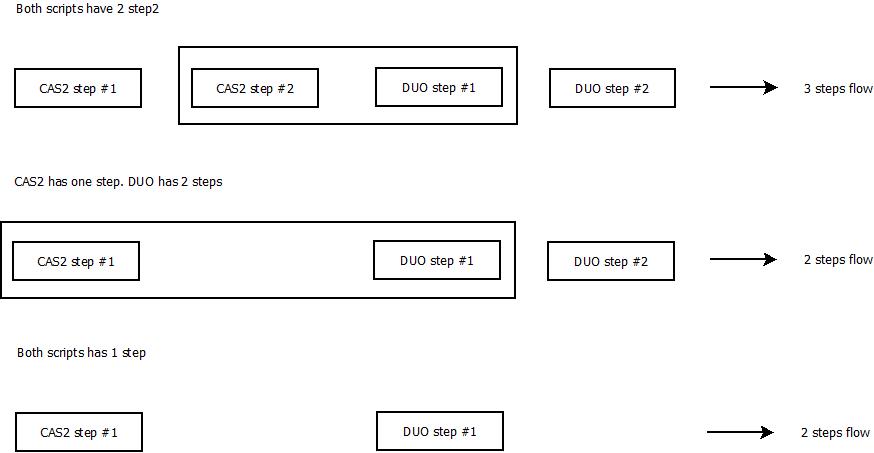 Both scripts have 2 step2
CAS2 step #1 CAS2 step #2 DUO step #1 DUO step #2 3 steps flow
CAS2 has one step. DUO has 2 steps
CAS2 step #1 DUO step #1 DUO step #2 2 steps flow
Both scripts has 1 step
CAS2 step #1 DUO step #1 2 steps flow